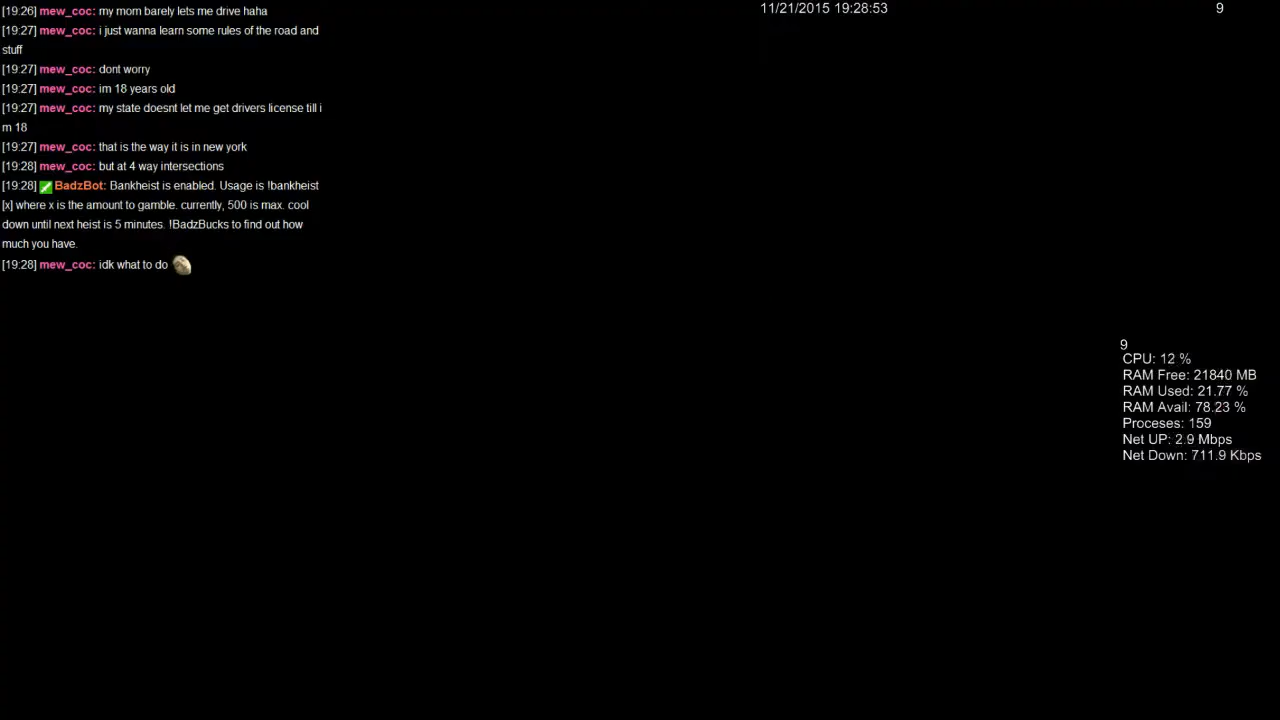 [19:26] mew_coc: my mom barely lets me drive haha
[19:27] mew_coc: i just wanna learn some rules of the road and
stuff
[19:27] mew_coc: dont worry
[19:27] mew_coc: im 18 years old
[19:27] mew_coc: my state doesnt let me get drivers license till i
m 18
[19:27] mew_coc: that is the way it is in new york
[19:28] mew_coc: but at 4 way intersections
[19:28] BadzBot: Bankheist is enabled. Usage is !bankheist
[x] where x is the amount to gamble. currently, 500 is max. cool
down until next heist is 5 minutes. !BadzBucks to find out how
much you have.
[19:28] mew_coc: idk what to do
11/21/2015 19:28:53
9
9
CPU: 12 %
RAM Free: 21840 MB
RAM Used: 21.77 %
RAM Avail: 78.23 %
Proceses: 159
Net UP: 2.9 Mbps
Net Down: 711.9 Kbps